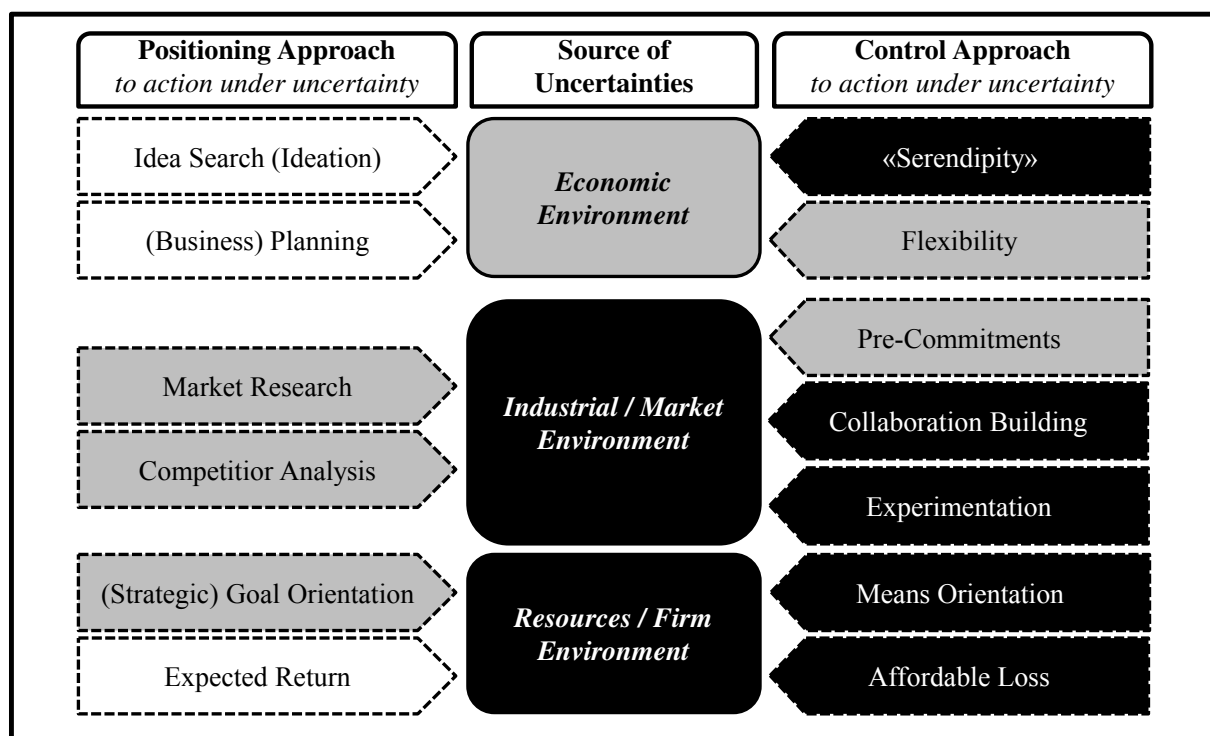 Positioning Approach
to action under uncertainty
Source of
Uncertainties
Control Approach
to action under uncertainty
Idea Search (Ideation)
(Business) Planning
Economic
Environment
«Serendipity»
Flexibility
Market Research
Competitior Analysis
Industrial / Market
Environment
Pre-Commitments
Collaboration Building
Experimentation
(Strategic) Goal Orientation
Expected Return
Resources / Firm
Environment
Means Orientation
Affordable Loss